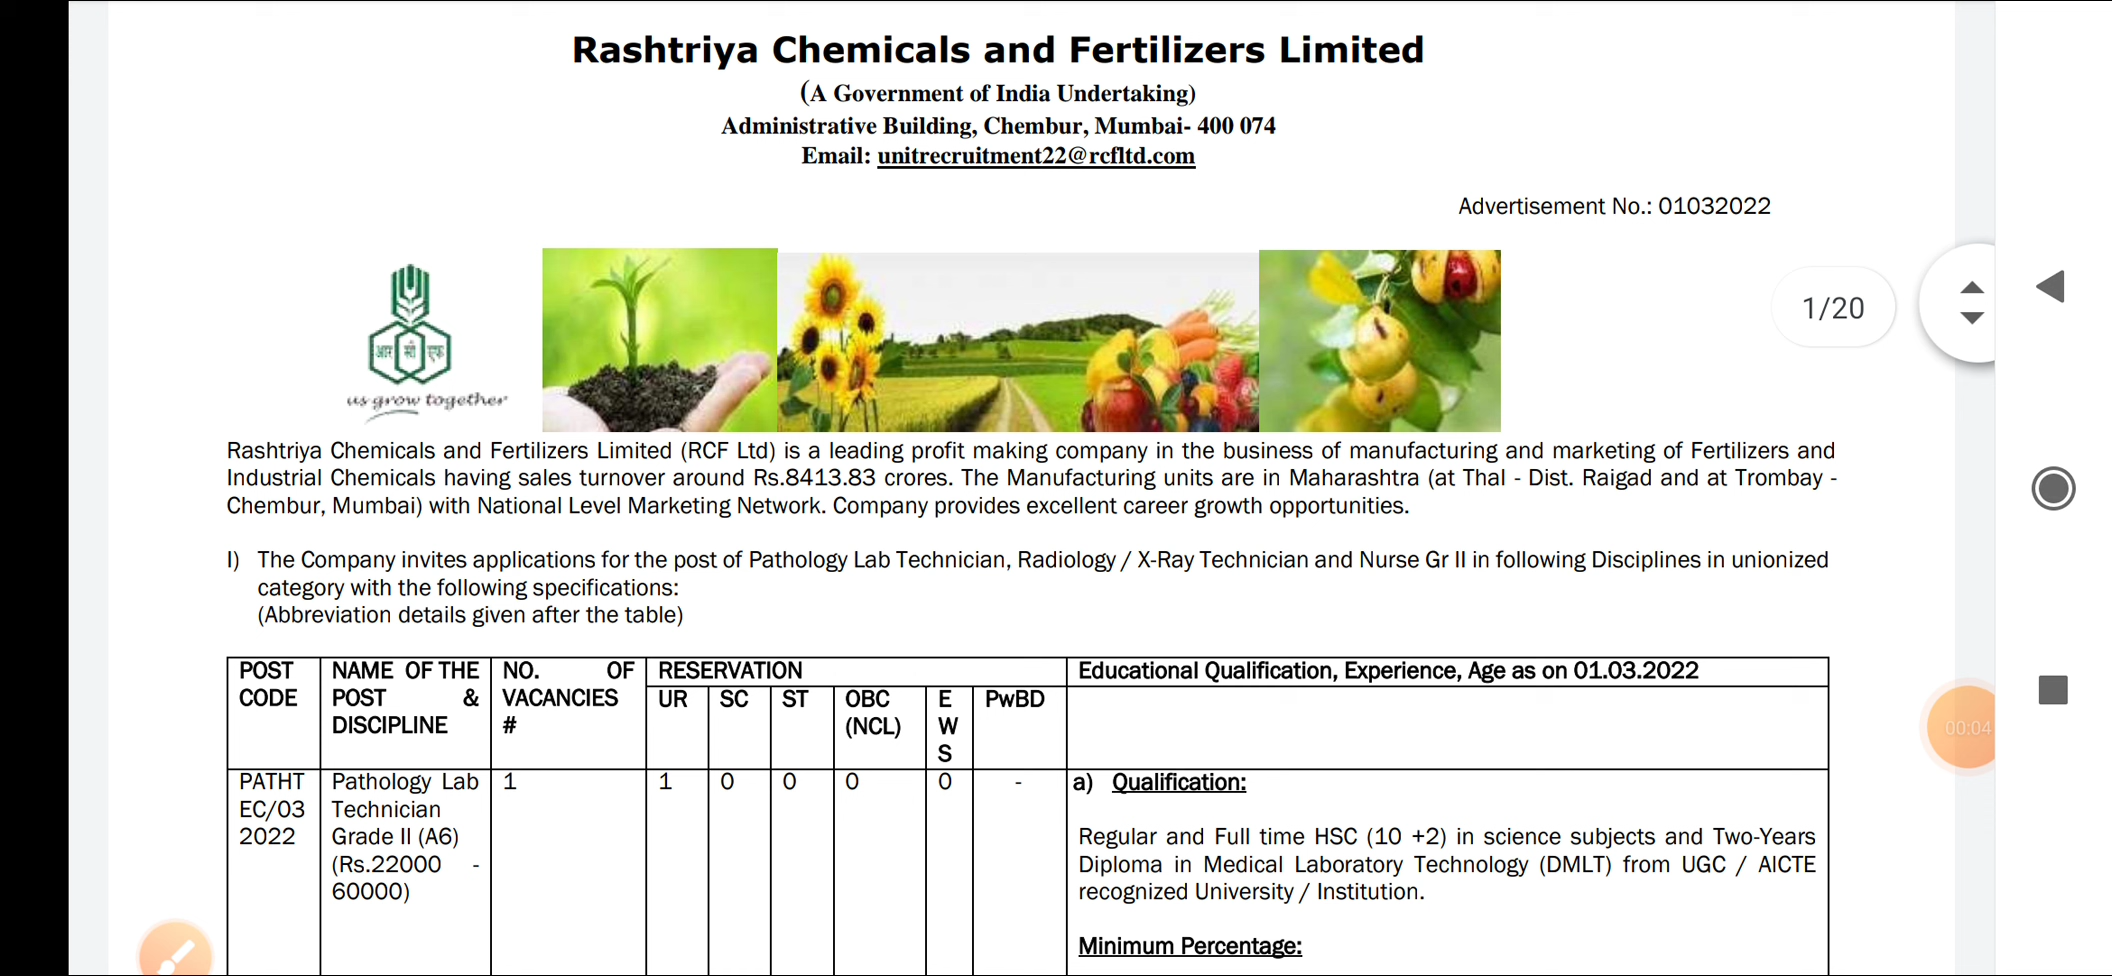 Rashtriya Chemicals and Fertilizers Limited
(A Government of India Undertaking)
Administrative Building, Chembur, Mumbai- 400 074
Email: unitrecruitment22@rcfltd.com
Advertisement No.: 01032022
1/20
आर सी एफ
us grow together
Rashtriya Chemicals and Fertilizers Limited (RCF Ltd) is a leading profit making company in the business of manufacturing and marketing of Fertilizers and
Industrial Chemicals having sales turnover around Rs.8413.83 crores. The Manufacturing units are in Maharashtra (at Thal - Dist. Raigad and at Trombay -
Chembur, Mumbai) with National Level Marketing Network. Company provides excellent career growth opportunities.
I) The Company invites applications for the post of Pathology Lab Technician, Radiology / X-Ray Technician and Nurse Gr II in following Disciplines in unionized
category with the following specifications:
(Abbreviation details given after the table)
POST CODE
NAME OF THE POST & DISCIPLINE
NO. OF VACANCIES #
RESERVATION
Educational Qualification, Experience, Age as on 01.03.2022
UR SC ST OBC (NCL) E W S PwBD
00:04
PATHT EC/03 2022
Pathology Lab Technician Grade II (A6) (Rs.22000 - 60000)
1 1 0 0 0 0 -
a) Qualification:
Regular and Full time HSC (10 +2) in science subjects and Two-Years
Diploma in Medical Laboratory Technology (DMLT) from UGC / AICTE
recognized University / Institution.
Minimum Percentage: